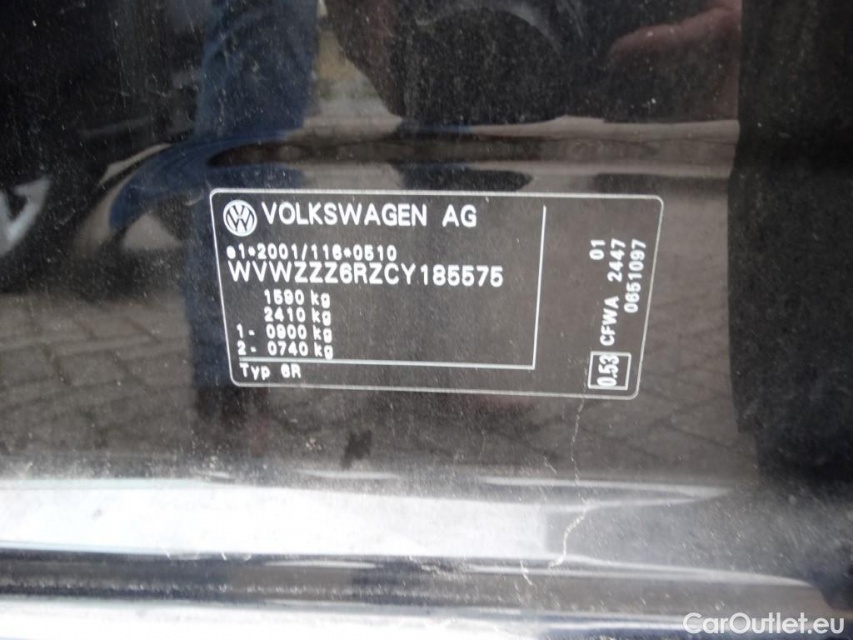 VOLKSWAGEN AG
e1*2001/116*0510
WVWZZZ6RZCY185575
1590 kg
2410 kg
1- 0900 kg
2- 0740 kg
Typ 6R
01
2447
0651097
CFWA
0.53
CarOutlet.eu